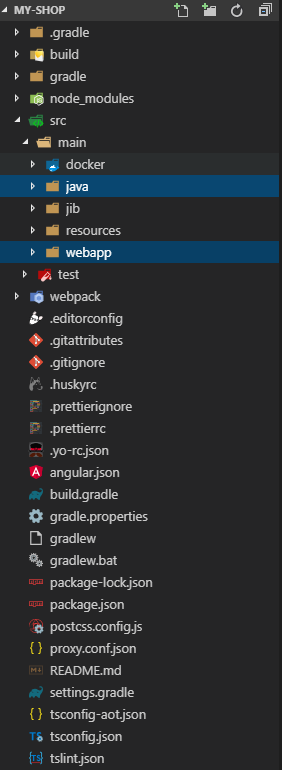 MY-SHOP
.gradle
build
gradle
node_modules
src
main
docker
java
jib
resources
webapp
test
webpack
.editorconfig
.gitattributes
.gitignore
.huskyrc
.prettierignore
.prettierrc
.yo-rc.json
angular.json
build.gradle
gradle.properties
gradlew
gradlew.bat
package-lock.json
package.json
postcss.config.js
proxy.conf.json
README.md
settings.gradle
tsconfig-aot.json
tsconfig.json
tslint.json